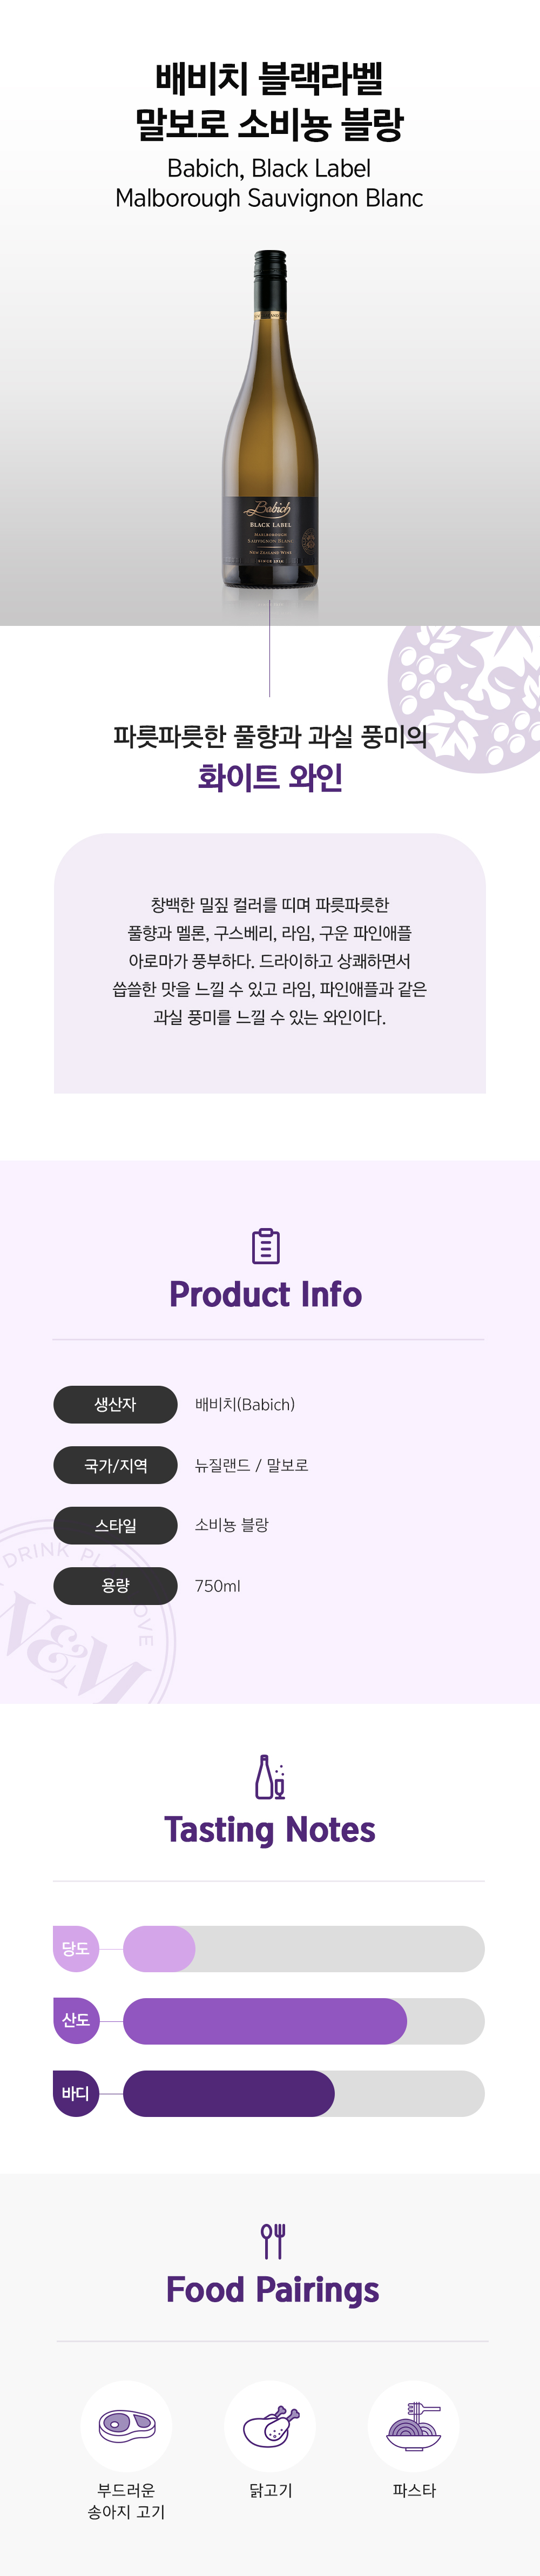 배비치 블랙라벨
말보로 소비뇽 블랑
Babich, Black Label
Malborough Sauvignon Blanc
Babich
BLACK LABEL
MARLBOROUGH
SAUVIGNON BLANC
NEW ZEALAND WINE
SINCE 1916
파릇파릇한 풀향과 과실 풍미의
화이트 와인
창백한 밀짚 컬러를 띠며 파릇파릇한
풀향과 멜론, 구스베리, 라임, 구운 파인애플
아로마가 풍부하다. 드라이하고 상쾌하면서
씁쓸한 맛을 느낄 수 있고 라임, 파인애플과 같은
과실 풍미를 느낄 수 있는 와인이다.
Product Info
생산자 배비치(Babich)
국가/지역 뉴질랜드 / 말보로
스타일 소비뇽 블랑
용량 750ml
DRINK
W&M
Tasting Notes
당도
산도
바디
Food Pairings
부드러운
송아지 고기
닭고기
파스타